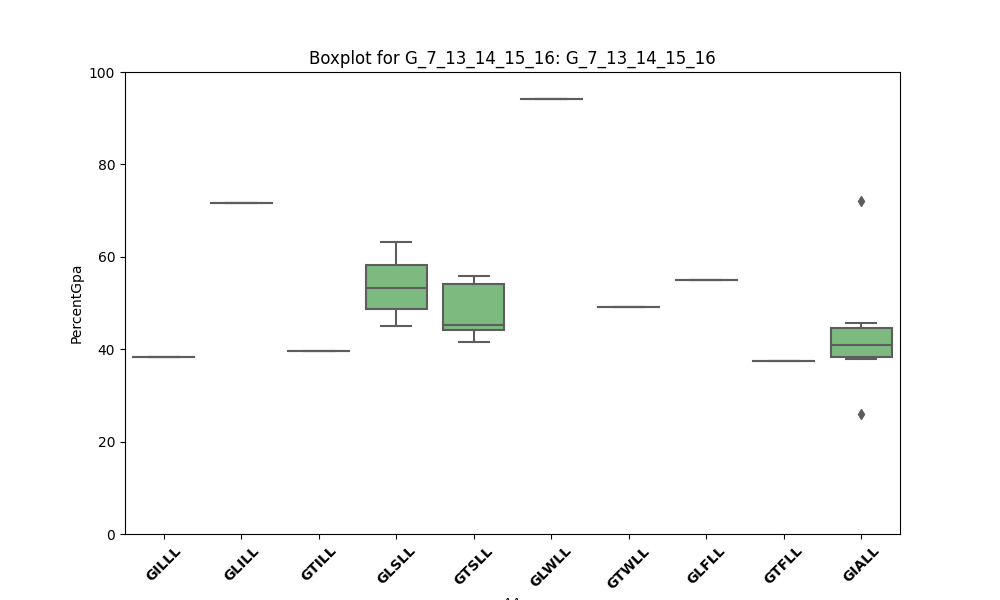 Boxplot for G_7_13_14_15_16: G_7_13_14_15_16
100
80
60
40
20
0
PercentGpa
GILLL
GLILL
GTILL
GLSLL
GTSLL
GLWLL
GTWLL
GLFLL
GTFLL
GIALL